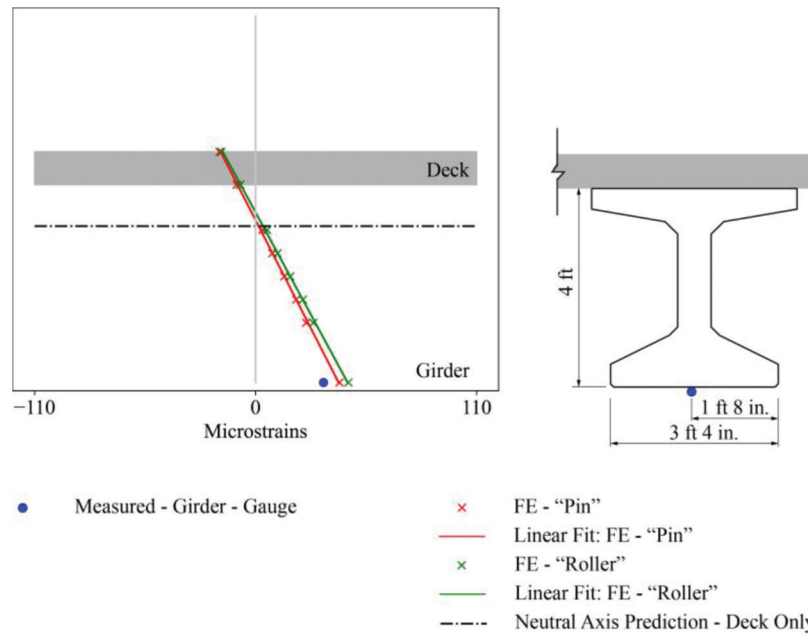 Deck
Girder
−110
0
110
Microstrains
4 ft
1 ft 8 in.
3 ft 4 in.
Measured - Girder - Gauge
FE - “Pin”
Linear Fit: FE - “Pin”
FE - “Roller”
Linear Fit: FE - “Roller”
Neutral Axis Prediction - Deck Only